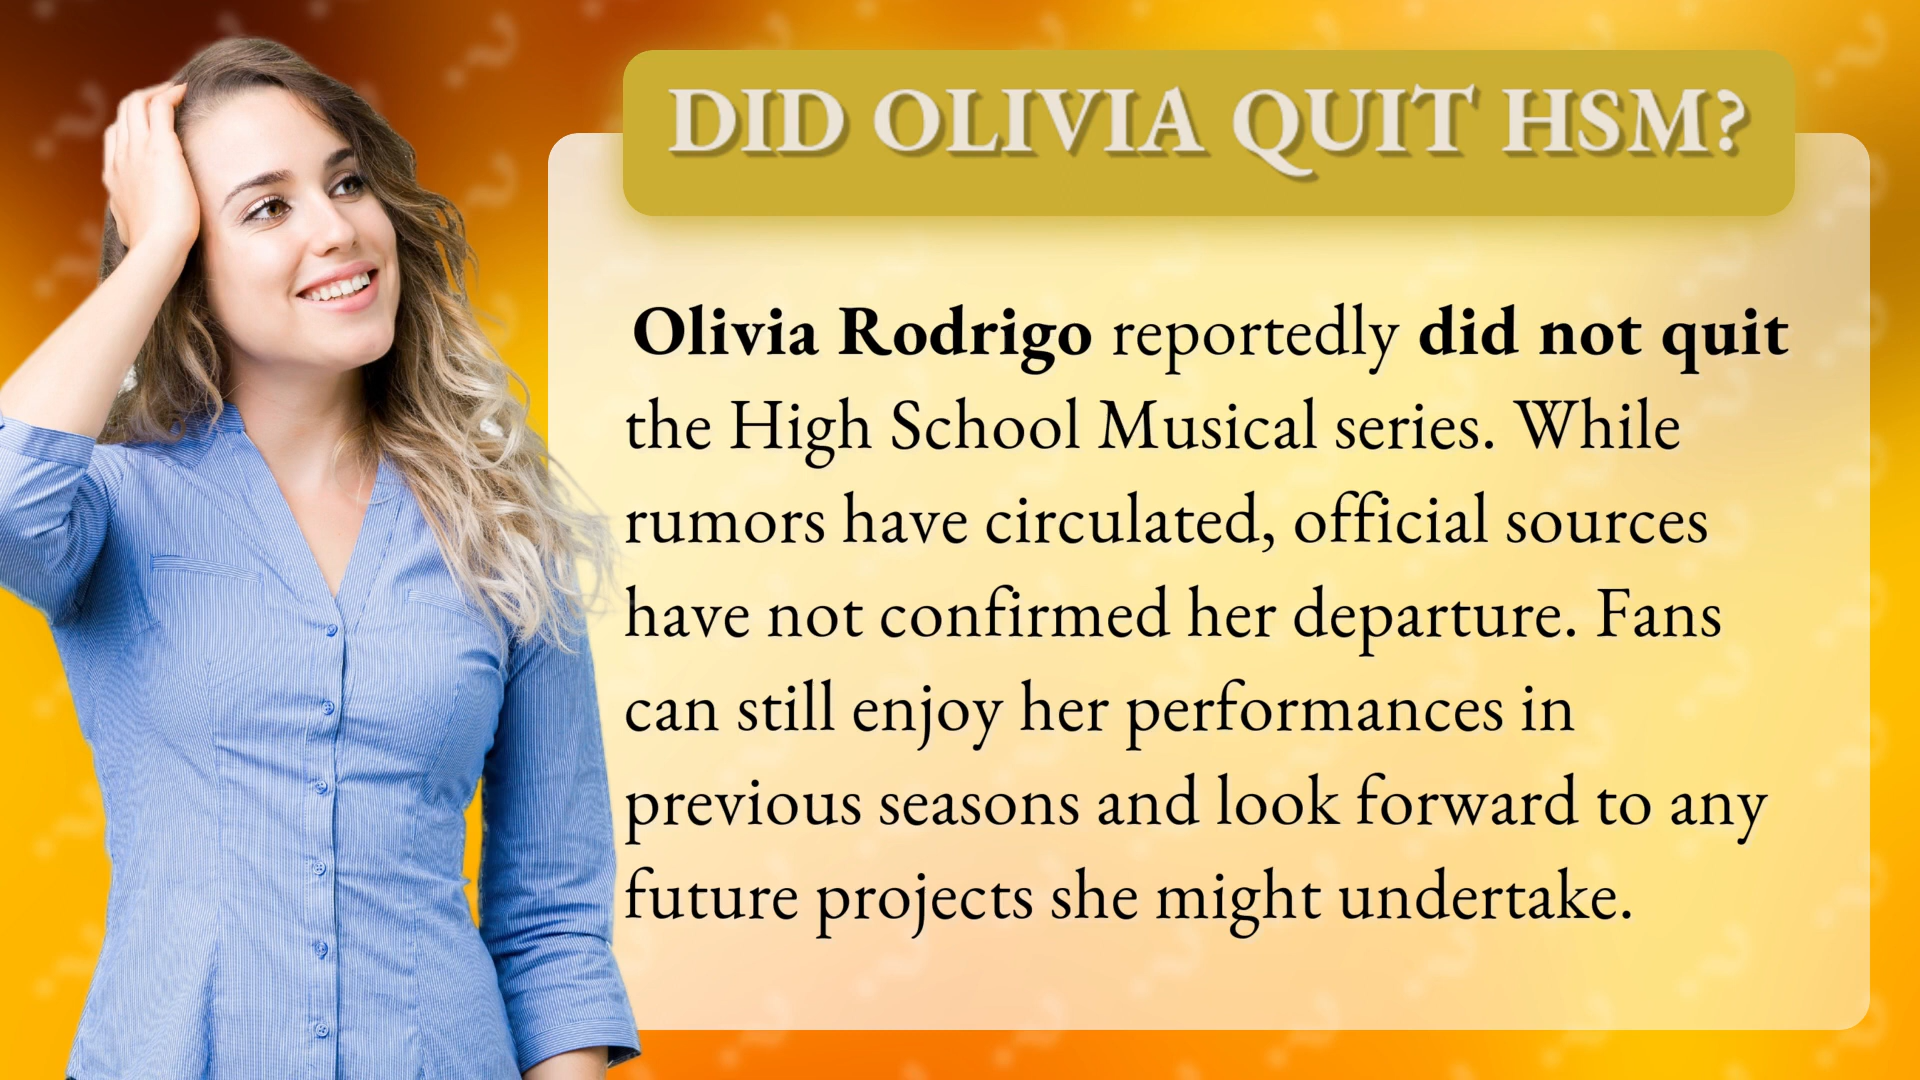 DID OLIVIA QUIT HSM?
Olivia Rodrigo reportedly did not quit
the High School Musical series. While
rumors have circulated, official sources
have not confirmed her departure. Fans
can still enjoy her performances in
previous seasons and look forward to any
future projects she might undertake.